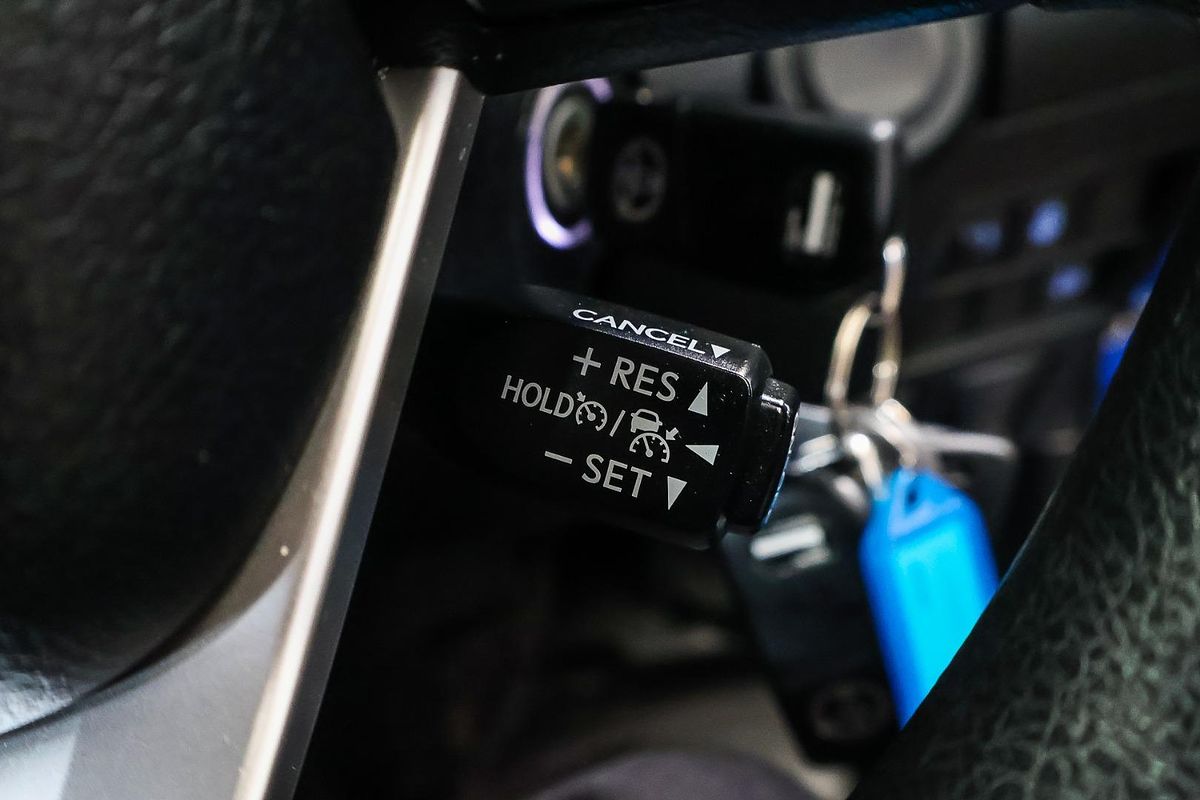 CANCEL▼
+ RES ▲
HOLD / ◀
− SET ▼